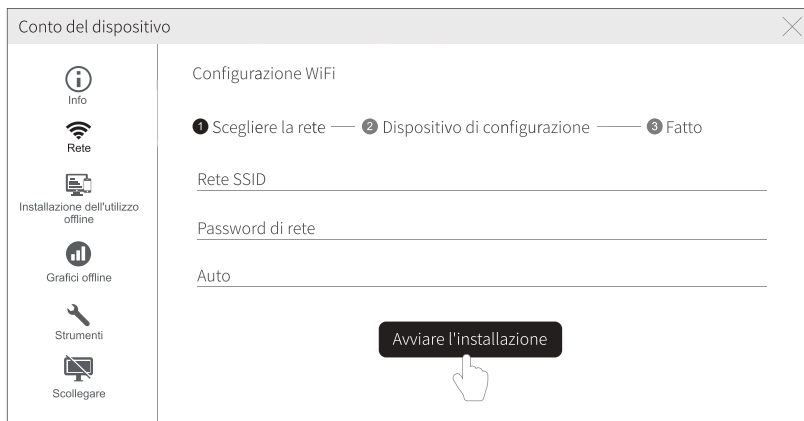 Conto del dispositivo
Info
Rete
Installazione dell'utilizzo
offline
Grafici offline
Strumenti
Scollegare
Configurazione WiFi
1 Scegliere la rete 2 Dispositivo di configurazione 3 Fatto
Rete SSID
Password di rete
Auto
Avviare l'installazione